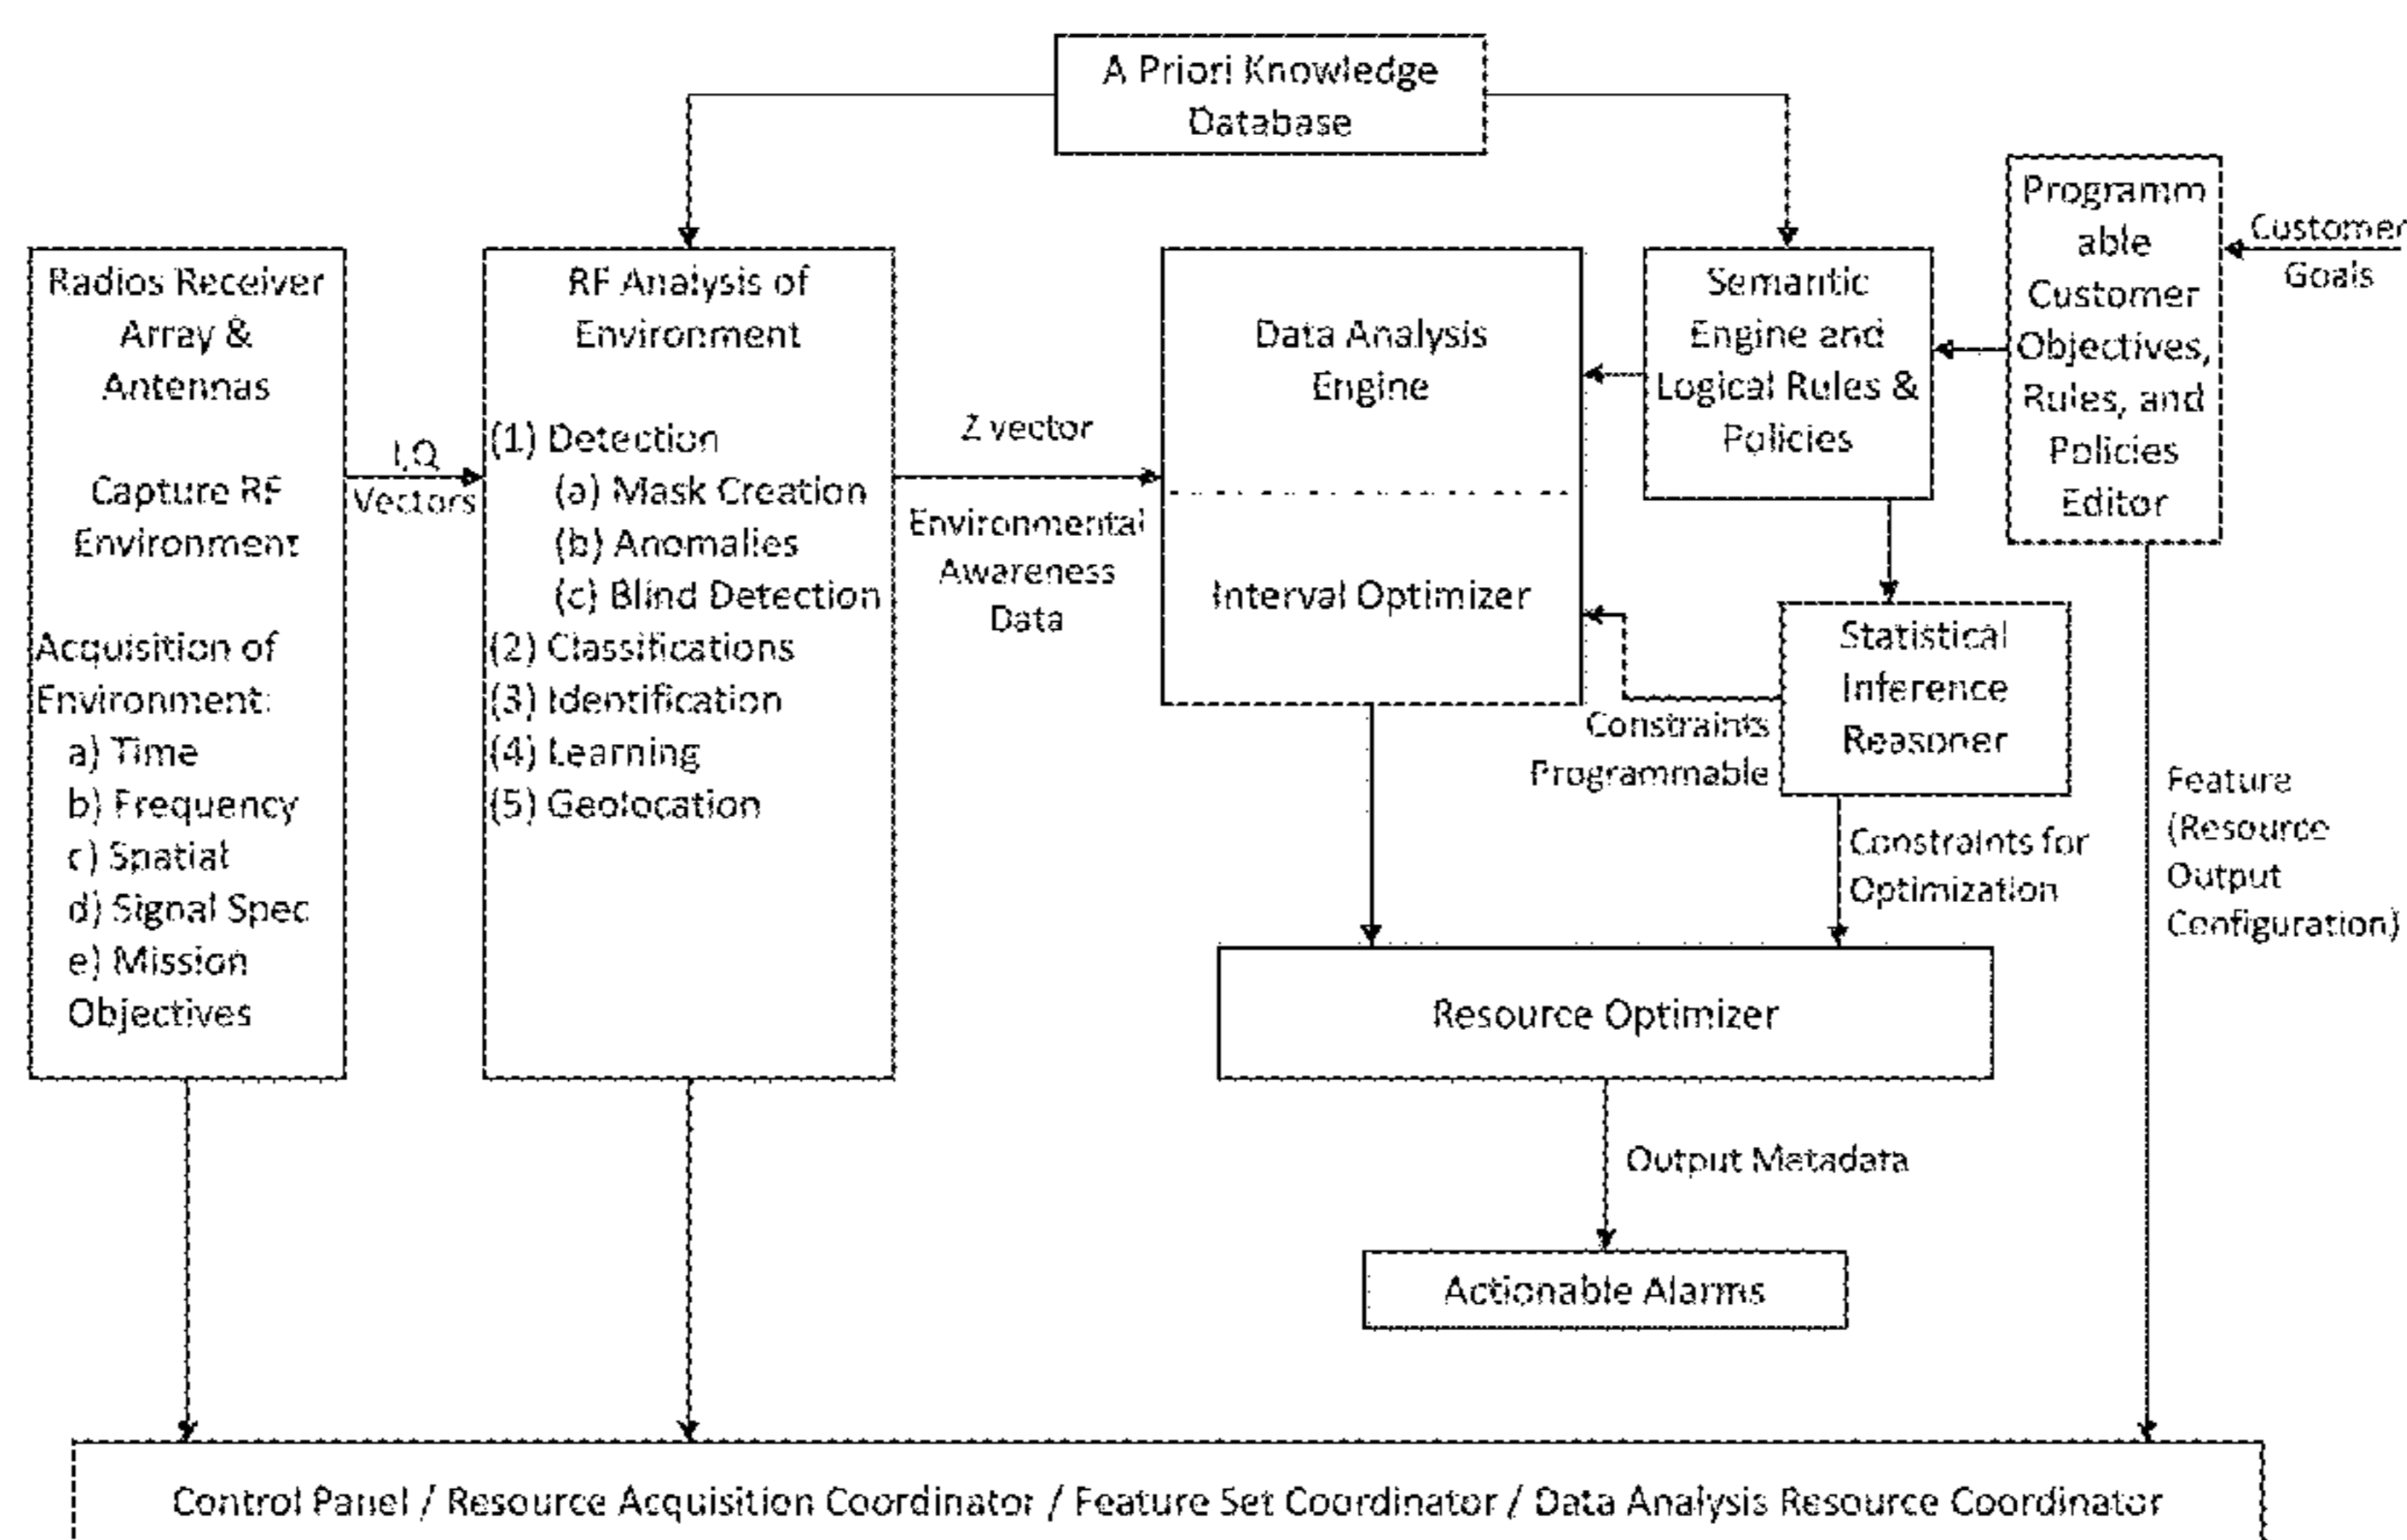 A Priori Knowledge
Database
Radios Receiver
Array &
Antennas
Capture RF
Environment
Acquisition of
Environment:
a) Time
b) Frequency
c) Spatial
d) Signal Spec
e) Mission
Objectives
I,Q
Vectors
RF Analysis of
Environment
(1) Detection
(a) Mask Creation
(b) Anomalies
(c) Blind Detection
(2) Classifications
(3) Identification
(4) Learning
(5) Geolocation
Z vector
Environmental
Awareness
Data
Data Analysis
Engine
Interval Optimizer
Semantic
Engine and
Logical Rules &
Policies
Programm
able
Customer
Objectives,
Rules, and
Policies
Editor
Customer
Goals
Statistical
Inference
Reasoner
Constraints
Programmable
Constraints for
Optimization
Feature
(Resource
Output
Configuration)
Resource Optimizer
Output Metadata
Actionable Alarms
Control Panel / Resource Acquisition Coordinator / Feature Set Coordinator / Data Analysis Resource Coordinator